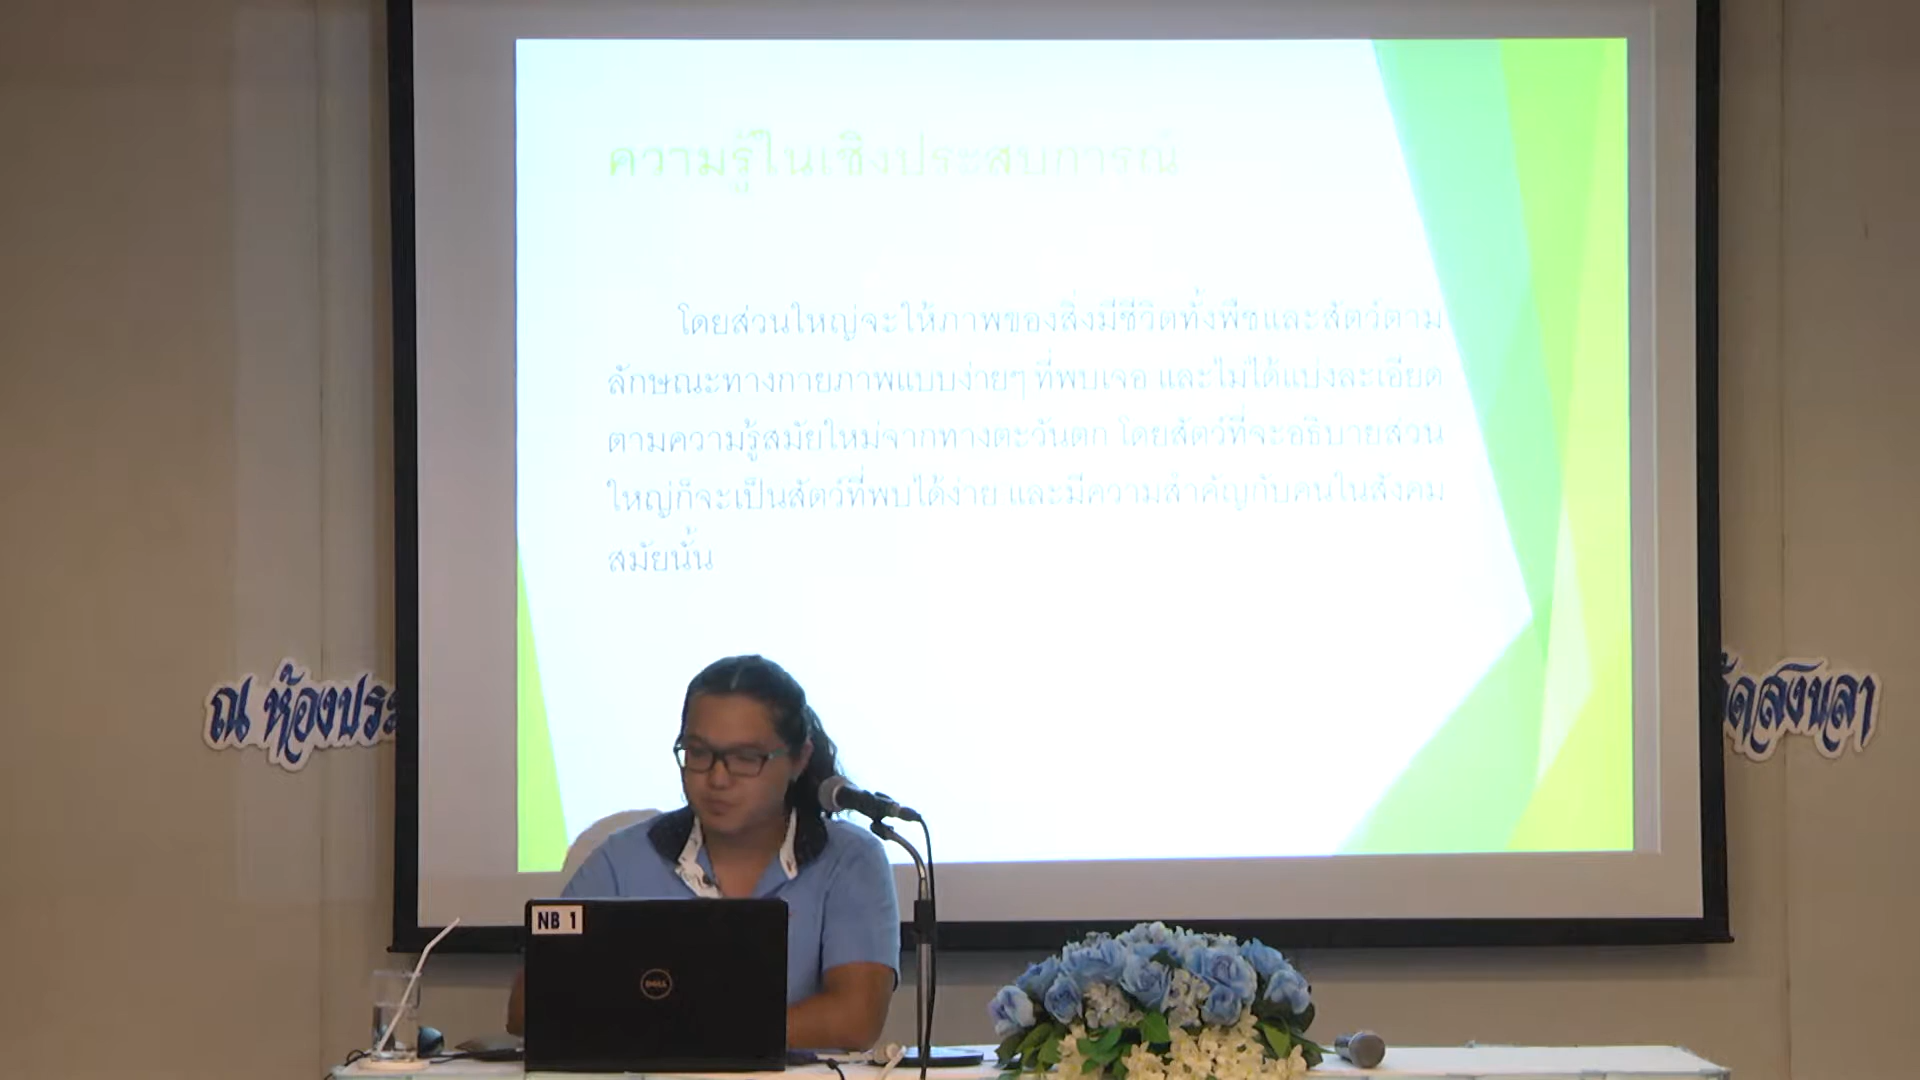 ความรู้ในเชิงประสบการณ์
โดยส่วนใหญ่จะให้ภาพของสิ่งมีชีวิตทั้งพืชและสัตว์ตาม
ลักษณะทางกายภาพแบบง่ายๆ ที่พบเจอ และไม่ได้แบ่งละเอียด
ตามความรู้สมัยใหม่จากทางตะวันตก โดยสัตว์ที่จะอธิบายส่วน
ใหญ่ก็จะเป็นสัตว์ที่พบได้ง่าย และมีความสำคัญกับคนในสังคม
สมัยนั้น
ณ ห้องประ
ัดสงขลา
NB 1
DELL